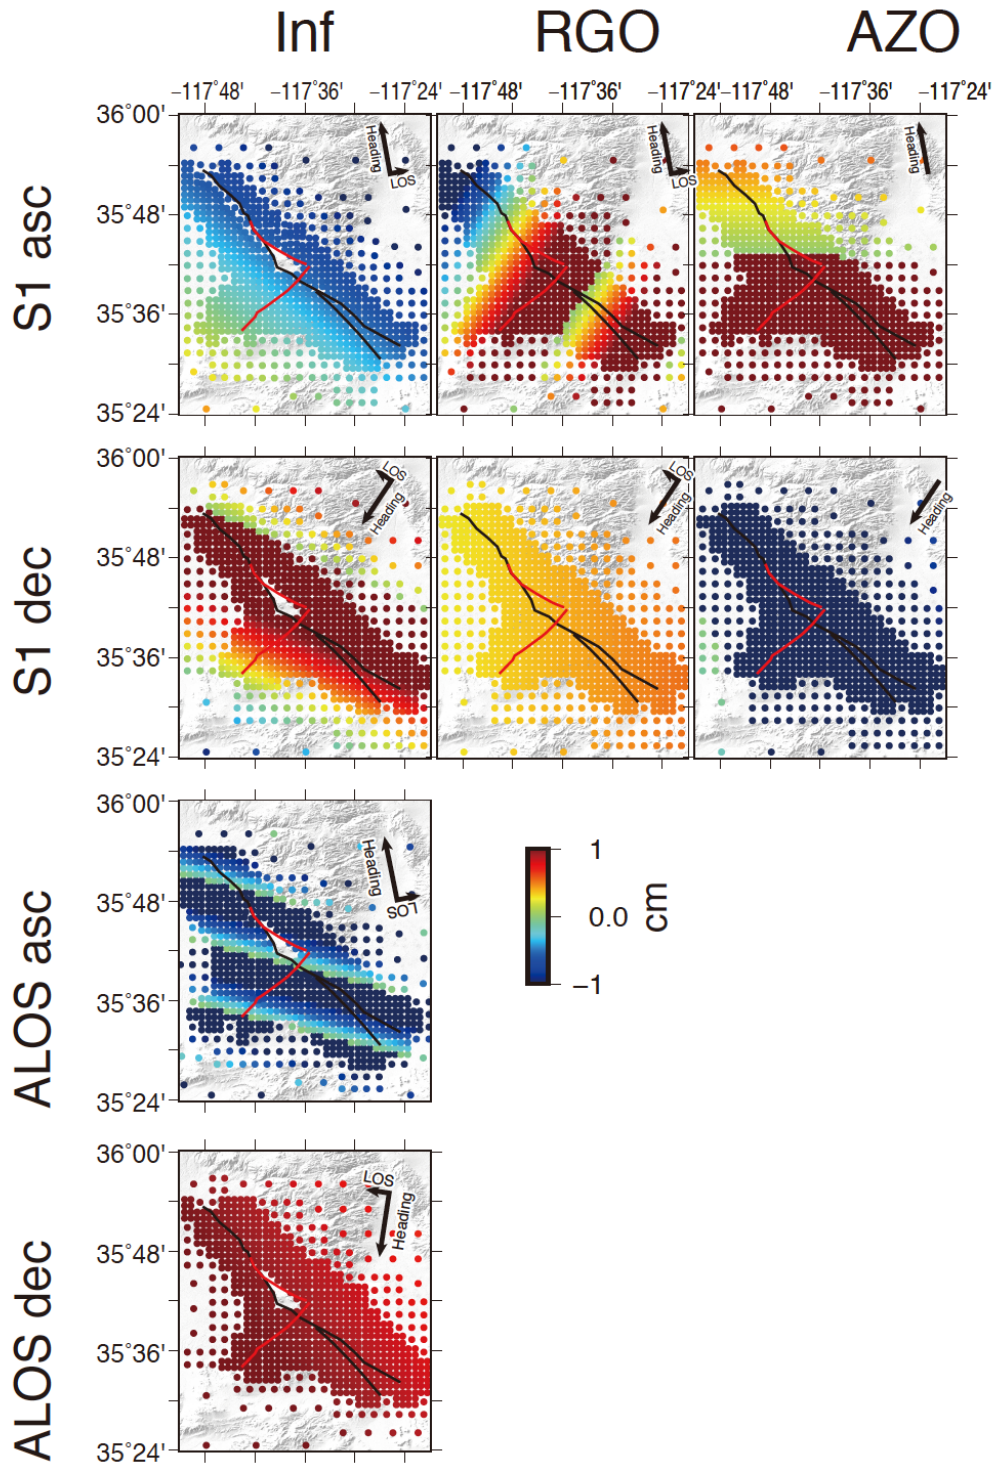 Inf RGO AZO
−117˚48' −117˚36' −117˚24' −117˚48' −117˚36' −117˚24' −117˚48' −117˚36' −117˚24'
S1 asc
36˚00'
35˚48'
35˚36'
35˚24'
Heading LOS
Heading LOS
Heading
S1 dec
36˚00'
35˚48'
35˚36'
35˚24'
LOS Heading
LOS Heading
Heading
ALOS asc
36˚00'
35˚48'
35˚36'
35˚24'
Heading LOS
1
0.0 cm
−1
ALOS dec
36˚00'
35˚48'
35˚36'
35˚24'
LOS Heading